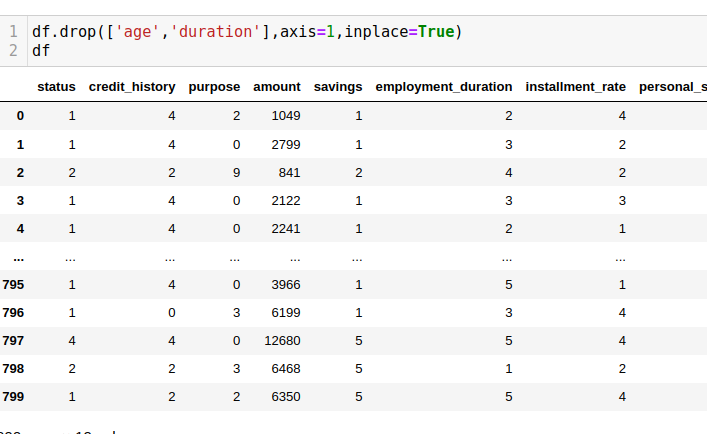 1 df.drop(['age','duration'],axis=1,inplace=True)
2 df
status credit_history purpose amount savings employment_duration installment_rate personal_s
0 1 4 2 1049 1 2 4
1 1 4 0 2799 1 3 2
2 2 2 9 841 2 4 2
3 1 4 0 2122 1 3 3
4 1 4 0 2241 1 2 1
... ... ... ... ... ... ... ...
795 1 4 0 3966 1 5 1
796 1 0 3 6199 1 3 4
797 4 4 0 12680 5 5 4
798 2 2 3 6468 5 1 2
799 1 2 2 6350 5 5 4